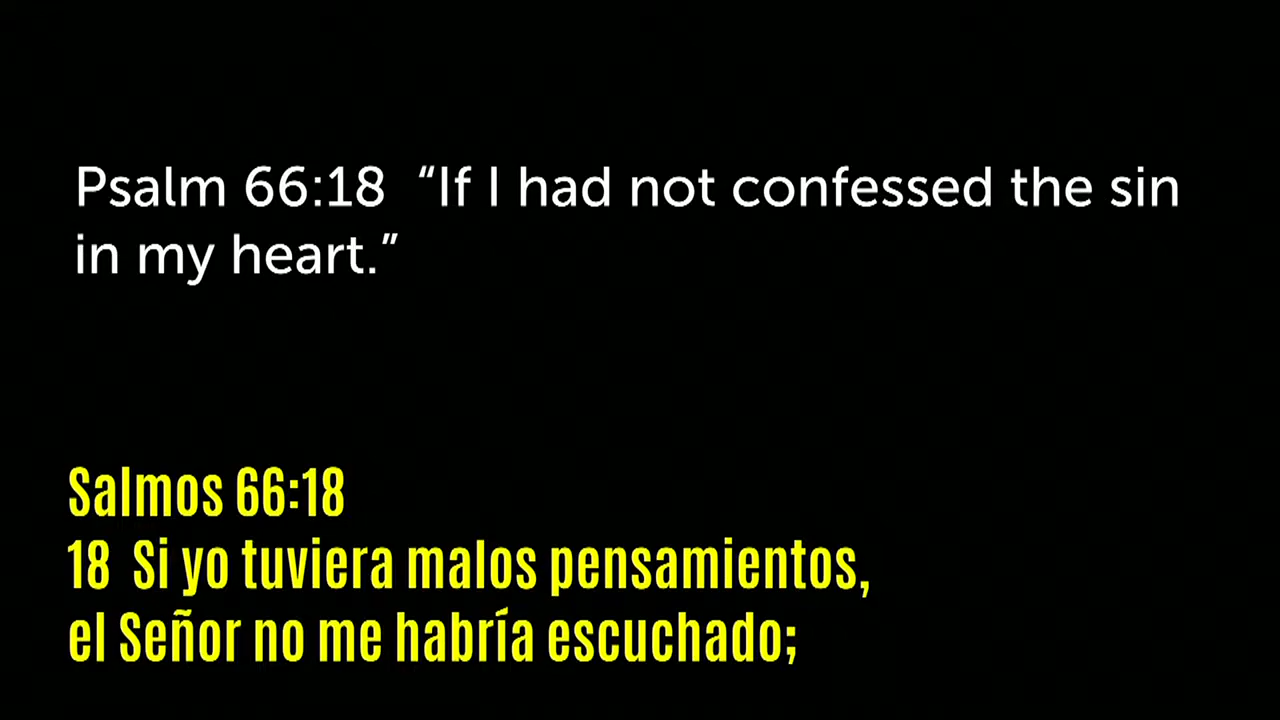 Psalm 66:18  “If I had not confessed the sin
in my heart.”
Salmos 66:18
18  Si yo tuviera malos pensamientos,
el Señor no me habría escuchado;